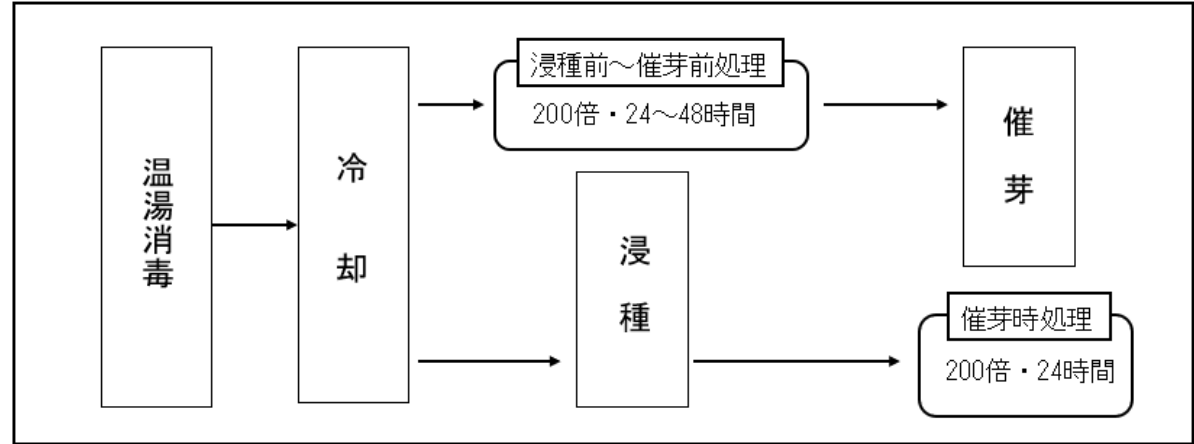 温湯消毒
冷却
浸種前～催芽前処理
200倍・24～48時間
催芽
浸種
催芽時処理
200倍・24時間